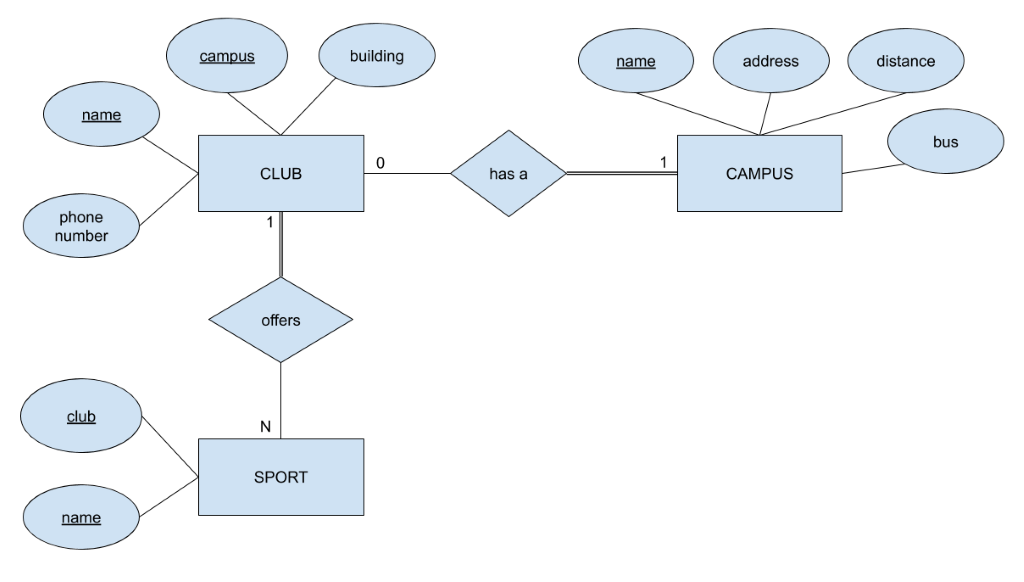 campus
building
name
address
distance
name
bus
CLUB
0
has a
1
CAMPUS
phone
number
1
offers
club
N
SPORT
name